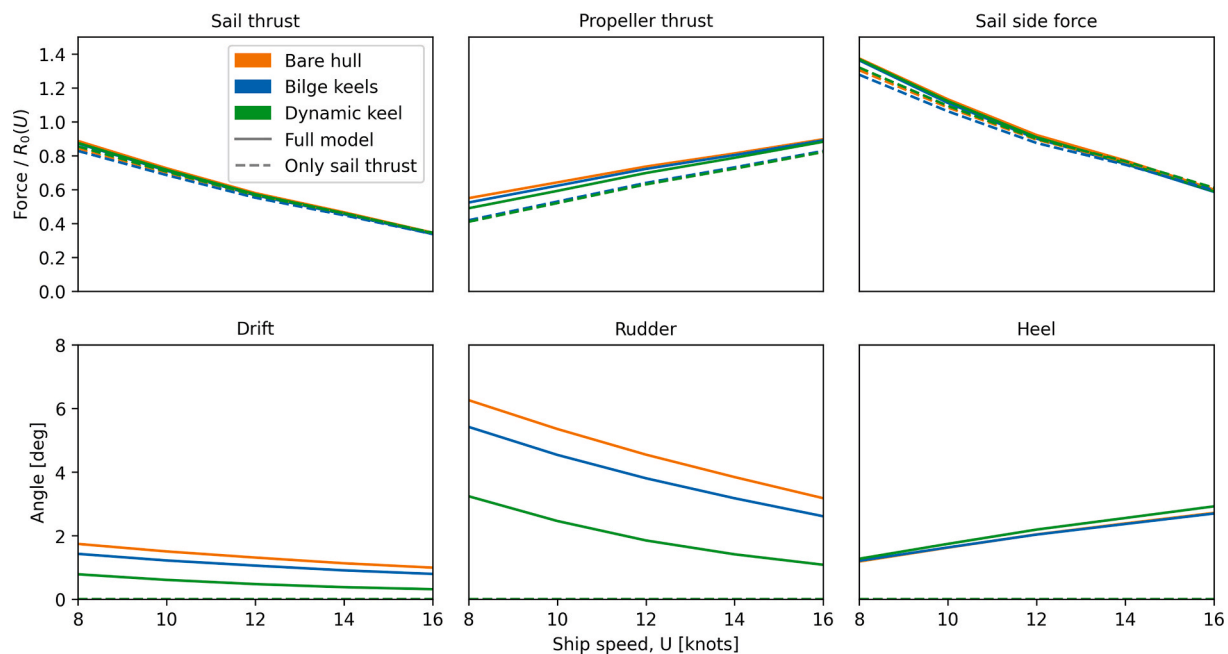 Sail thrust
Propeller thrust
Sail side force
Force / R₀(U)
1.4
1.2
1.0
0.8
0.6
0.4
0.2
0.0
Bare hull
Bilge keels
Dynamic keel
Full model
Only sail thrust
Drift
Rudder
Heel
Angle [deg]
8
6
4
2
0
8 10 12 14 16
8 10 12 14 16
8 10 12 14 16
Ship speed, U [knots]